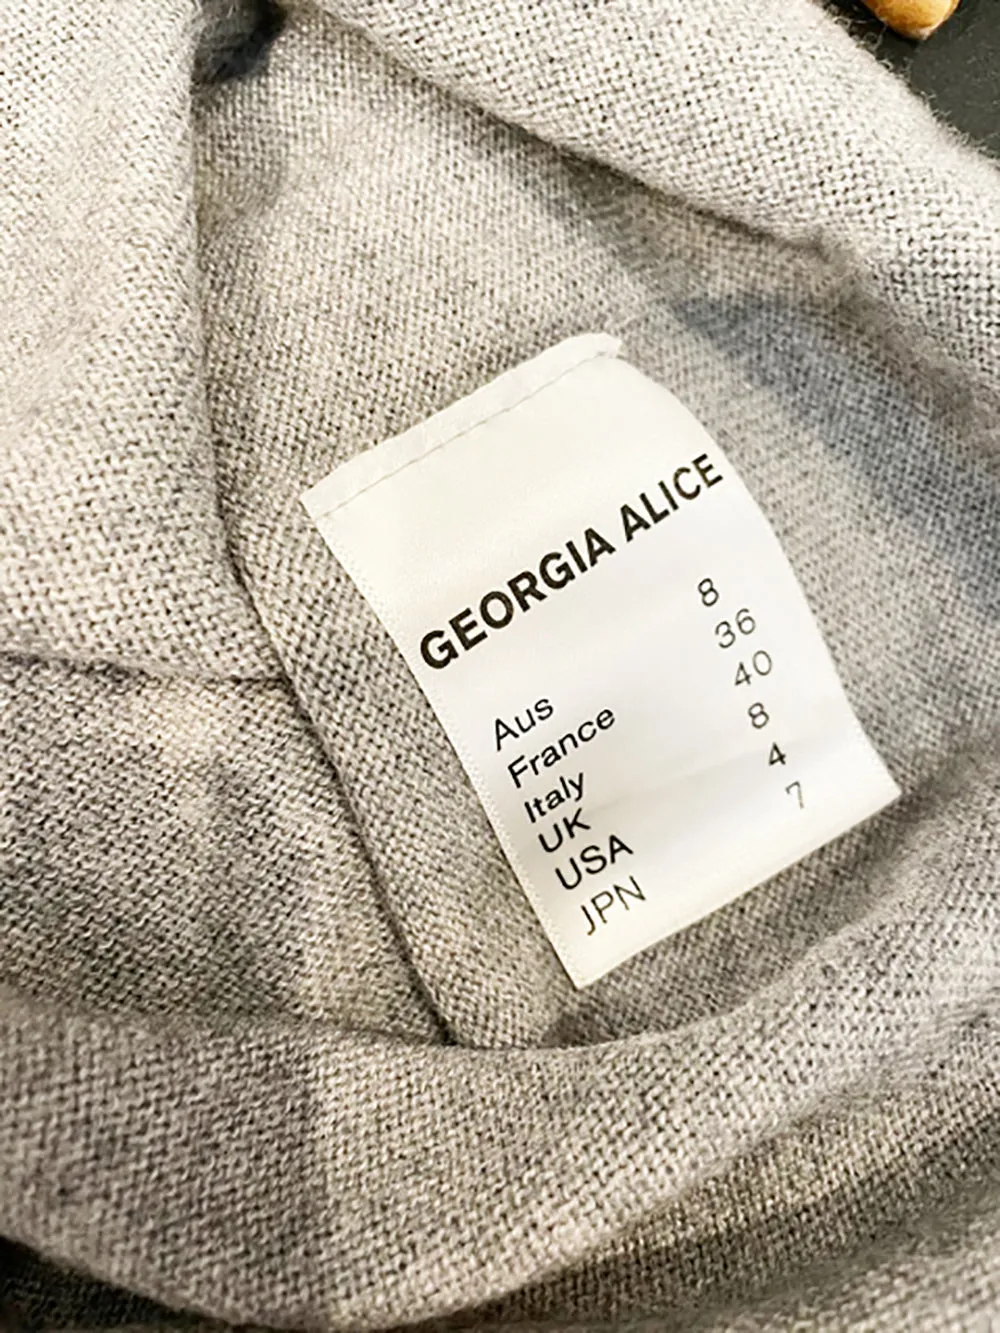 GEORGIA ALICE
Aus 8
France 36
Italy 40
UK 8
USA 4
JPN 7